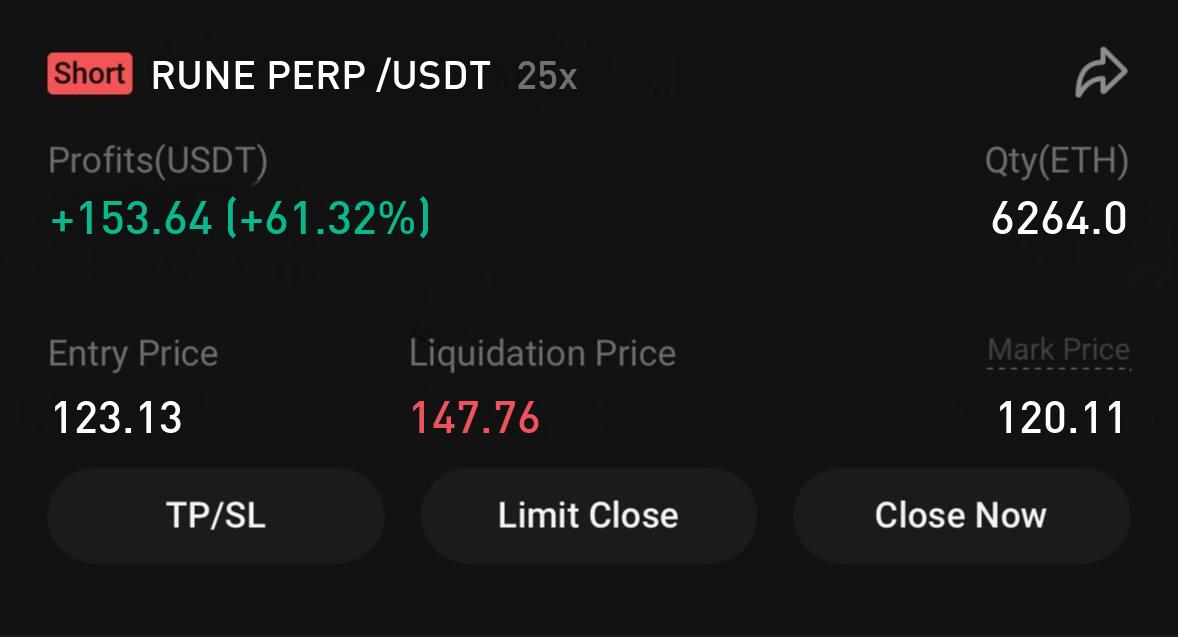 Short RUNE PERP /USDT 25x
Profits(USDT) Qty(ETH)
+153.64 (+61.32%) 6264.0
Entry Price Liquidation Price Mark Price
123.13 147.76 120.11
TP/SL Limit Close Close Now